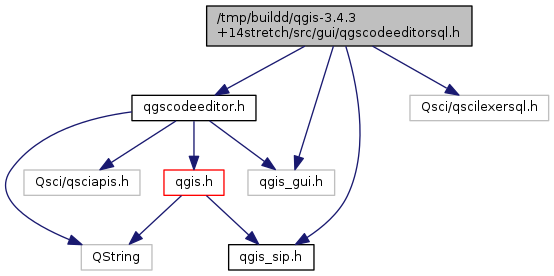 /tmp/buildd/qgis-3.4.3
+14stretch/src/gui/qgscodeeditorsql.h
qgscodeeditor.h
Qsci/qscilexersql.h
Qsci/qsciapis.h
qgis.h
qgis_gui.h
QString
qgis_sip.h